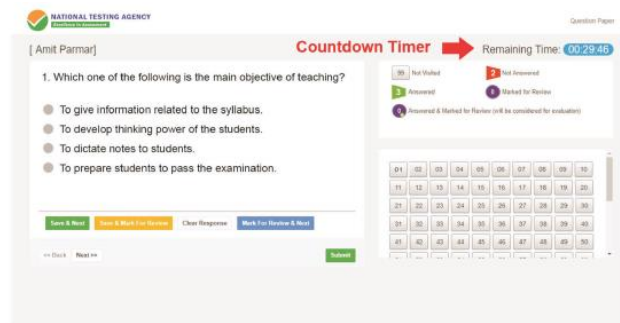 NATIONAL TESTING AGENCY
Excellence in Assessment
Question Paper
[ Amit Parmar]
Countdown Timer
Remaining Time: 00:29:46
1. Which one of the following is the main objective of teaching?
To give information related to the syllabus.
To develop thinking power of the students.
To dictate notes to students.
To prepare students to pass the examination.
Save & Next Save & Mark For Review Clear Response Mark For Review & Next
<< Back Next >> Submit
99 Not Visited 2 Not Answered
3 Answered 0 Marked for Review
0 Answered & Marked for Review (will be considered for evaluation)
01 02 03 04 05 06 07 08 09 10
11 12 13 14 15 16 17 18 19 20
21 22 23 24 25 26 27 28 29 30
31 32 33 34 35 36 37 38 39 40
41 42 43 44 45 46 47 48 49 50